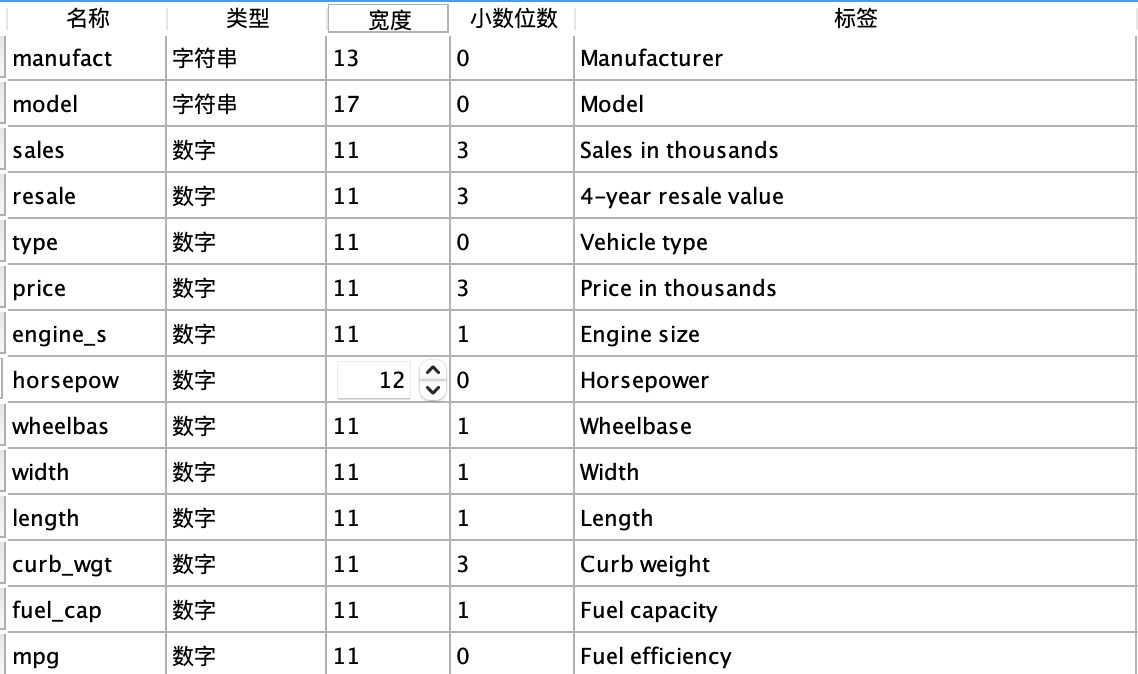 名称 类型 宽度 小数位数 标签
manufact 字符串 13 0 Manufacturer
model 字符串 17 0 Model
sales 数字 11 3 Sales in thousands
resale 数字 11 3 4-year resale value
type 数字 11 0 Vehicle type
price 数字 11 3 Price in thousands
engine_s 数字 11 1 Engine size
horsepow 数字 12 0 Horsepower
wheelbas 数字 11 1 Wheelbase
width 数字 11 1 Width
length 数字 11 1 Length
curb_wgt 数字 11 3 Curb weight
fuel_cap 数字 11 1 Fuel capacity
mpg 数字 11 0 Fuel efficiency